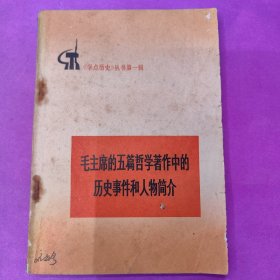 《学点历史》丛书第一辑
毛主席的五篇哲学著作中的
历史事件和人物简介